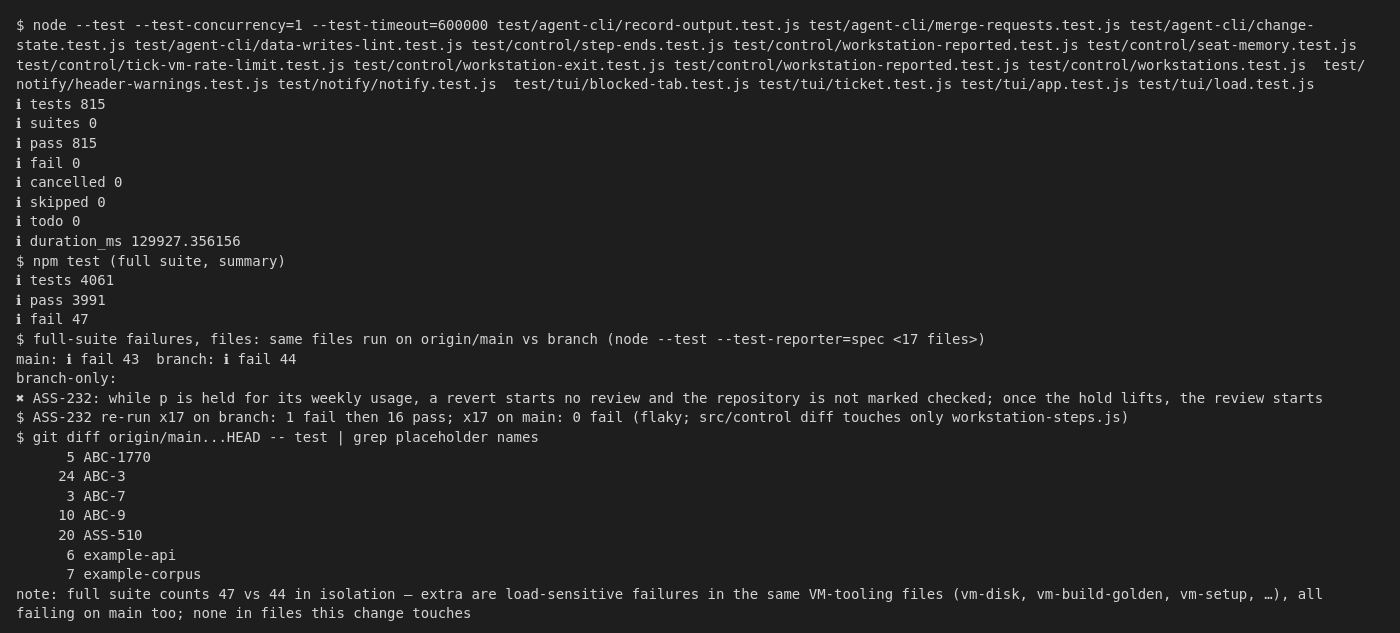 $ node --test --test-concurrency=1 --test-timeout=600000 test/agent-cli/record-output.test.js test/agent-cli/merge-requests.test.js test/agent-cli/change-
state.test.js test/agent-cli/data-writes-lint.test.js test/control/step-ends.test.js test/control/workstation-reported.test.js test/control/seat-memory.test.js
test/control/tick-vm-rate-limit.test.js test/control/workstation-exit.test.js test/control/workstation-reported.test.js test/control/workstations.test.js  test/
notify/header-warnings.test.js test/notify/notify.test.js  test/tui/blocked-tab.test.js test/tui/ticket.test.js test/tui/app.test.js test/tui/load.test.js
ℹ tests 815
ℹ suites 0
ℹ pass 815
ℹ fail 0
ℹ cancelled 0
ℹ skipped 0
ℹ todo 0
ℹ duration_ms 129927.356156
$ npm test (full suite, summary)
ℹ tests 4061
ℹ pass 3991
ℹ fail 47
$ full-suite failures, files: same files run on origin/main vs branch (node --test --test-reporter=spec <17 files>)
main: ℹ fail 43  branch: ℹ fail 44
branch-only:
✖ ASS-232: while p is held for its weekly usage, a revert starts no review and the repository is not marked checked; once the hold lifts, the review starts
$ ASS-232 re-run x17 on branch: 1 fail then 16 pass; x17 on main: 0 fail (flaky; src/control diff touches only workstation-steps.js)
$ git diff origin/main...HEAD -- test | grep placeholder names
      5 ABC-1770
     24 ABC-3
      3 ABC-7
     10 ABC-9
     20 ASS-510
      6 example-api
      7 example-corpus
note: full suite counts 47 vs 44 in isolation — extra are load-sensitive failures in the same VM-tooling files (vm-disk, vm-build-golden, vm-setup, …), all
failing on main too; none in files this change touches